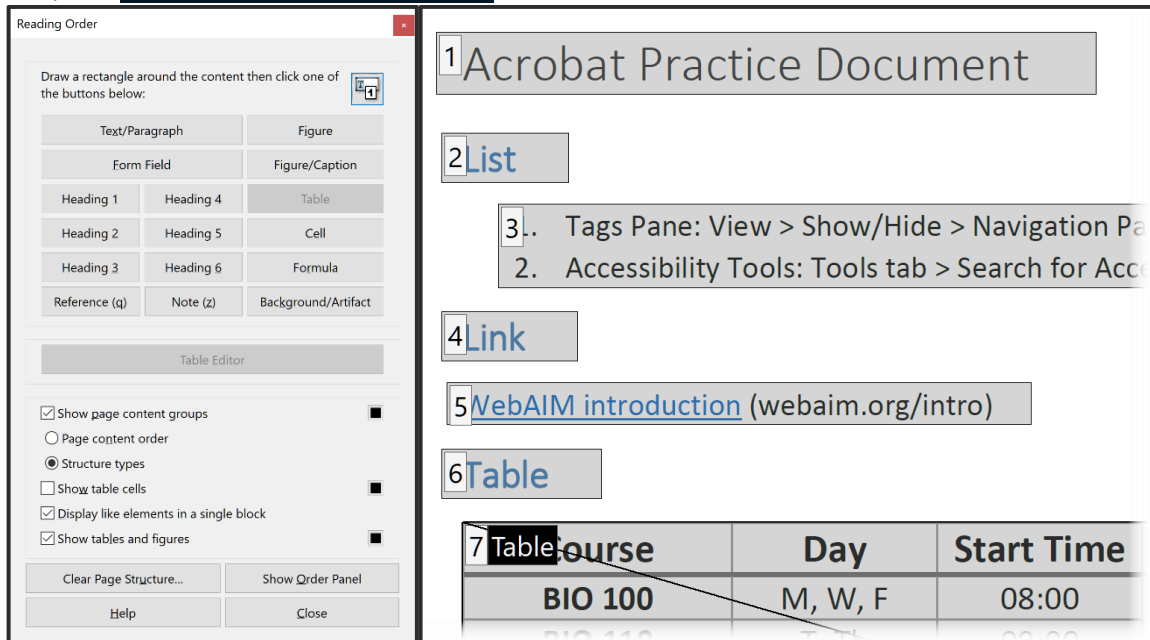 Reading Order
×
Draw a rectangle around the content then click one of
the buttons below:
Text/Paragraph
Figure
Form Field
Figure/Caption
Heading 1
Heading 4
Table
Heading 2
Heading 5
Cell
Heading 3
Heading 6
Formula
Reference (q)
Note (z)
Background/Artifact
Table Editor
Show page content groups
Page content order
Structure types
Show table cells
Display like elements in a single block
Show tables and figures
Clear Page Structure...
Show Order Panel
Help
Close
1 Acrobat Practice Document
2 List
3 . Tags Pane: View > Show/Hide > Navigation
2. Accessibility Tools: Tools tab > Search for
4 Link
5 WebAIM introduction (webaim.org/intro)
6 Table
7 Table Course Day Start Time
BIO 100 M, W, F 08:00